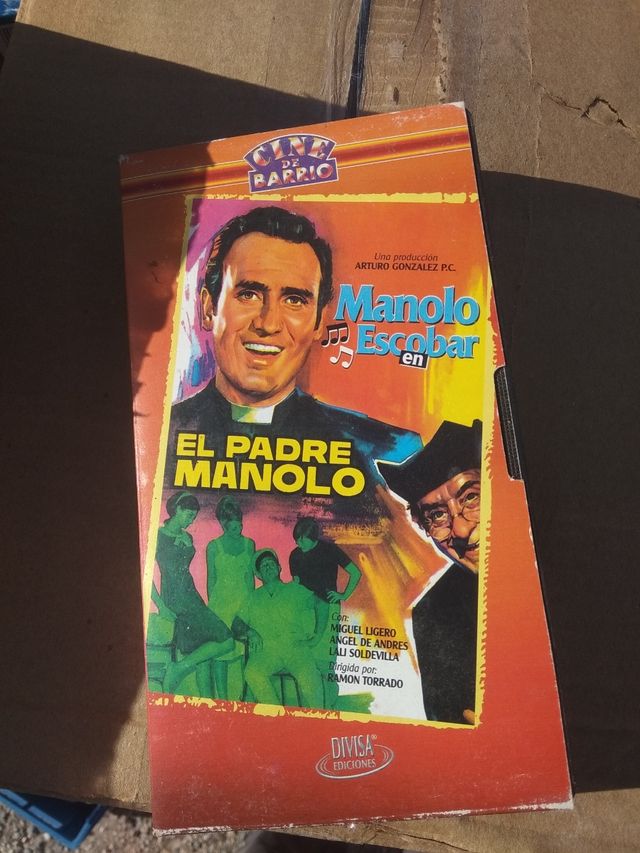 CINE
DE
BARRIO
Una producción
ARTURO GONZALEZ P.C.
Manolo
Escobar
en
EL PADRE
MANOLO
Con:
MIGUEL LIGERO
ANGEL DE ANDRES
LALI SOLDEVILLA
Dirigida por:
RAMON TORRADO
DIVISA®
EDICIONES